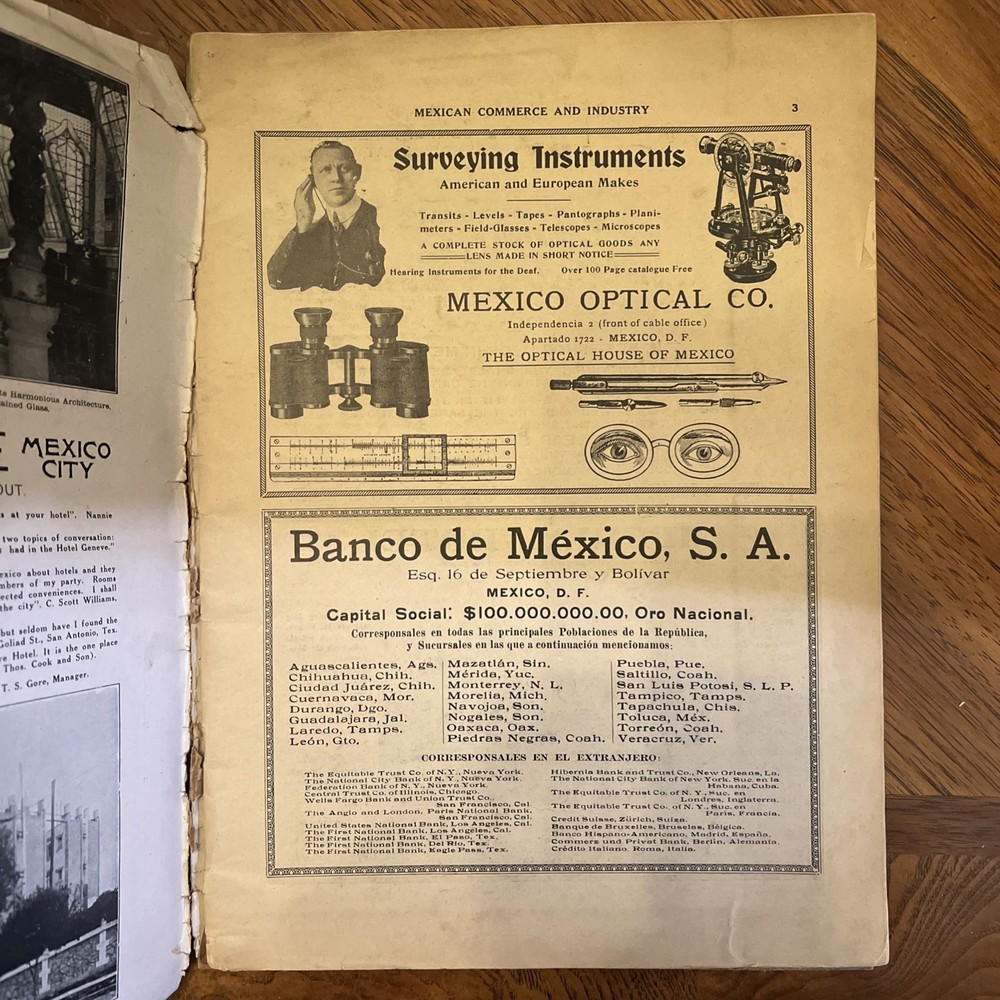 ts Harmonious Architecture,
ained Glass.
MEXICO
CITY
OUT.
s at your hotel". Nannie
two topics of conversation:
had in the Hotel Geneve."
exico about hotels and they
mbers of my party. Rooms
ected conveniences. I shall
the city". C. Scott Williams,
but seldom have I found the
Goliad St., San Antonio, Tex.
re Hotel. It is the one place
Thos. Cook and Son).
T. S. Gore, Manager.
MEXICAN COMMERCE AND INDUSTRY 3
Surveying Instruments
American and European Makes
Transits - Levels - Tapes - Pantographs - Plani-
meters - Field-Glasses - Telescopes - Microscopes
A COMPLETE STOCK OF OPTICAL GOODS ANY
LENS MADE IN SHORT NOTICE
Hearing Instruments for the Deaf. Over 100 Page catalogue Free
MEXICO OPTICAL CO.
Independencia 2 (front of cable office)
Apartado 1722 - MEXICO, D. F.
THE OPTICAL HOUSE OF MEXICO
Banco de México, S. A.
Esq. 16 de Septiembre y Bolívar
MEXICO, D. F.
Capital Social: $100.000.000.00, Oro Nacional.
Corresponsales en todas las principales Poblaciones de la República,
y Sucursales en las que a continuación mencionamos:
Aguascalientes, Ags.
Chihuahua, Chih.
Ciudad Juárez, Chih.
Cuernavaca, Mor.
Durango, Dgo.
Guadalajara, Jal.
Laredo, Tamps.
León, Gto.
Mazatlán, Sin.
Mérida, Yuc.
Monterrey, N. L.
Morelia, Mich.
Navojoa, Son.
Nogales, Son.
Oaxaca, Oax.
Piedras Negras, Coah.
Puebla, Pue.
Saltillo, Coah.
San Luis Potosi, S. L. P.
Tampico, Tamps.
Tapachula, Chis.
Toluca, Méx.
Torreón, Coah.
Veracruz, Ver.
CORRESPONSALES EN EL EXTRANJERO:
The Equitable Trust Co. of N.Y., Nueva York.
The National City Bank of N. Y., Nueva York.
Federation Bank of N. Y., Nueva York.
Central Trust Co. of Illinois, Chicago.
Wells Fargo Bank and Union Trust Co.,
San Francisco, Cal.
The Anglo and London, Paris National Bank,
San Francisco, Cal.
United States National Bank, Los Angeles, Cal.
The First National Bank, Los Angeles, Cal.
The First National Bank, El Paso, Tex.
The First National Bank, Del Rio, Tex.
The First National Bank, Eagle Pass, Tex.
Hibernia Bank and Trust Co., New Orleans, La.
The National City Bank of New York. Suc. en la
Habana, Cuba.
The Equitable Trust Co. of N. Y., Suc. en
Londres, Inglaterra.
The Equitable Trust Co. of N. Y., Suc. en
Paris, Francia.
Credit Suisse, Zürich, Suiza.
Banque de Bruxelles, Bruselas, Bélgica.
Banco Hispano-Americano, Madrid, España.
Commerz und Privat Bank, Berlin, Alemania.
Crédito Italiano, Roma, Italia.